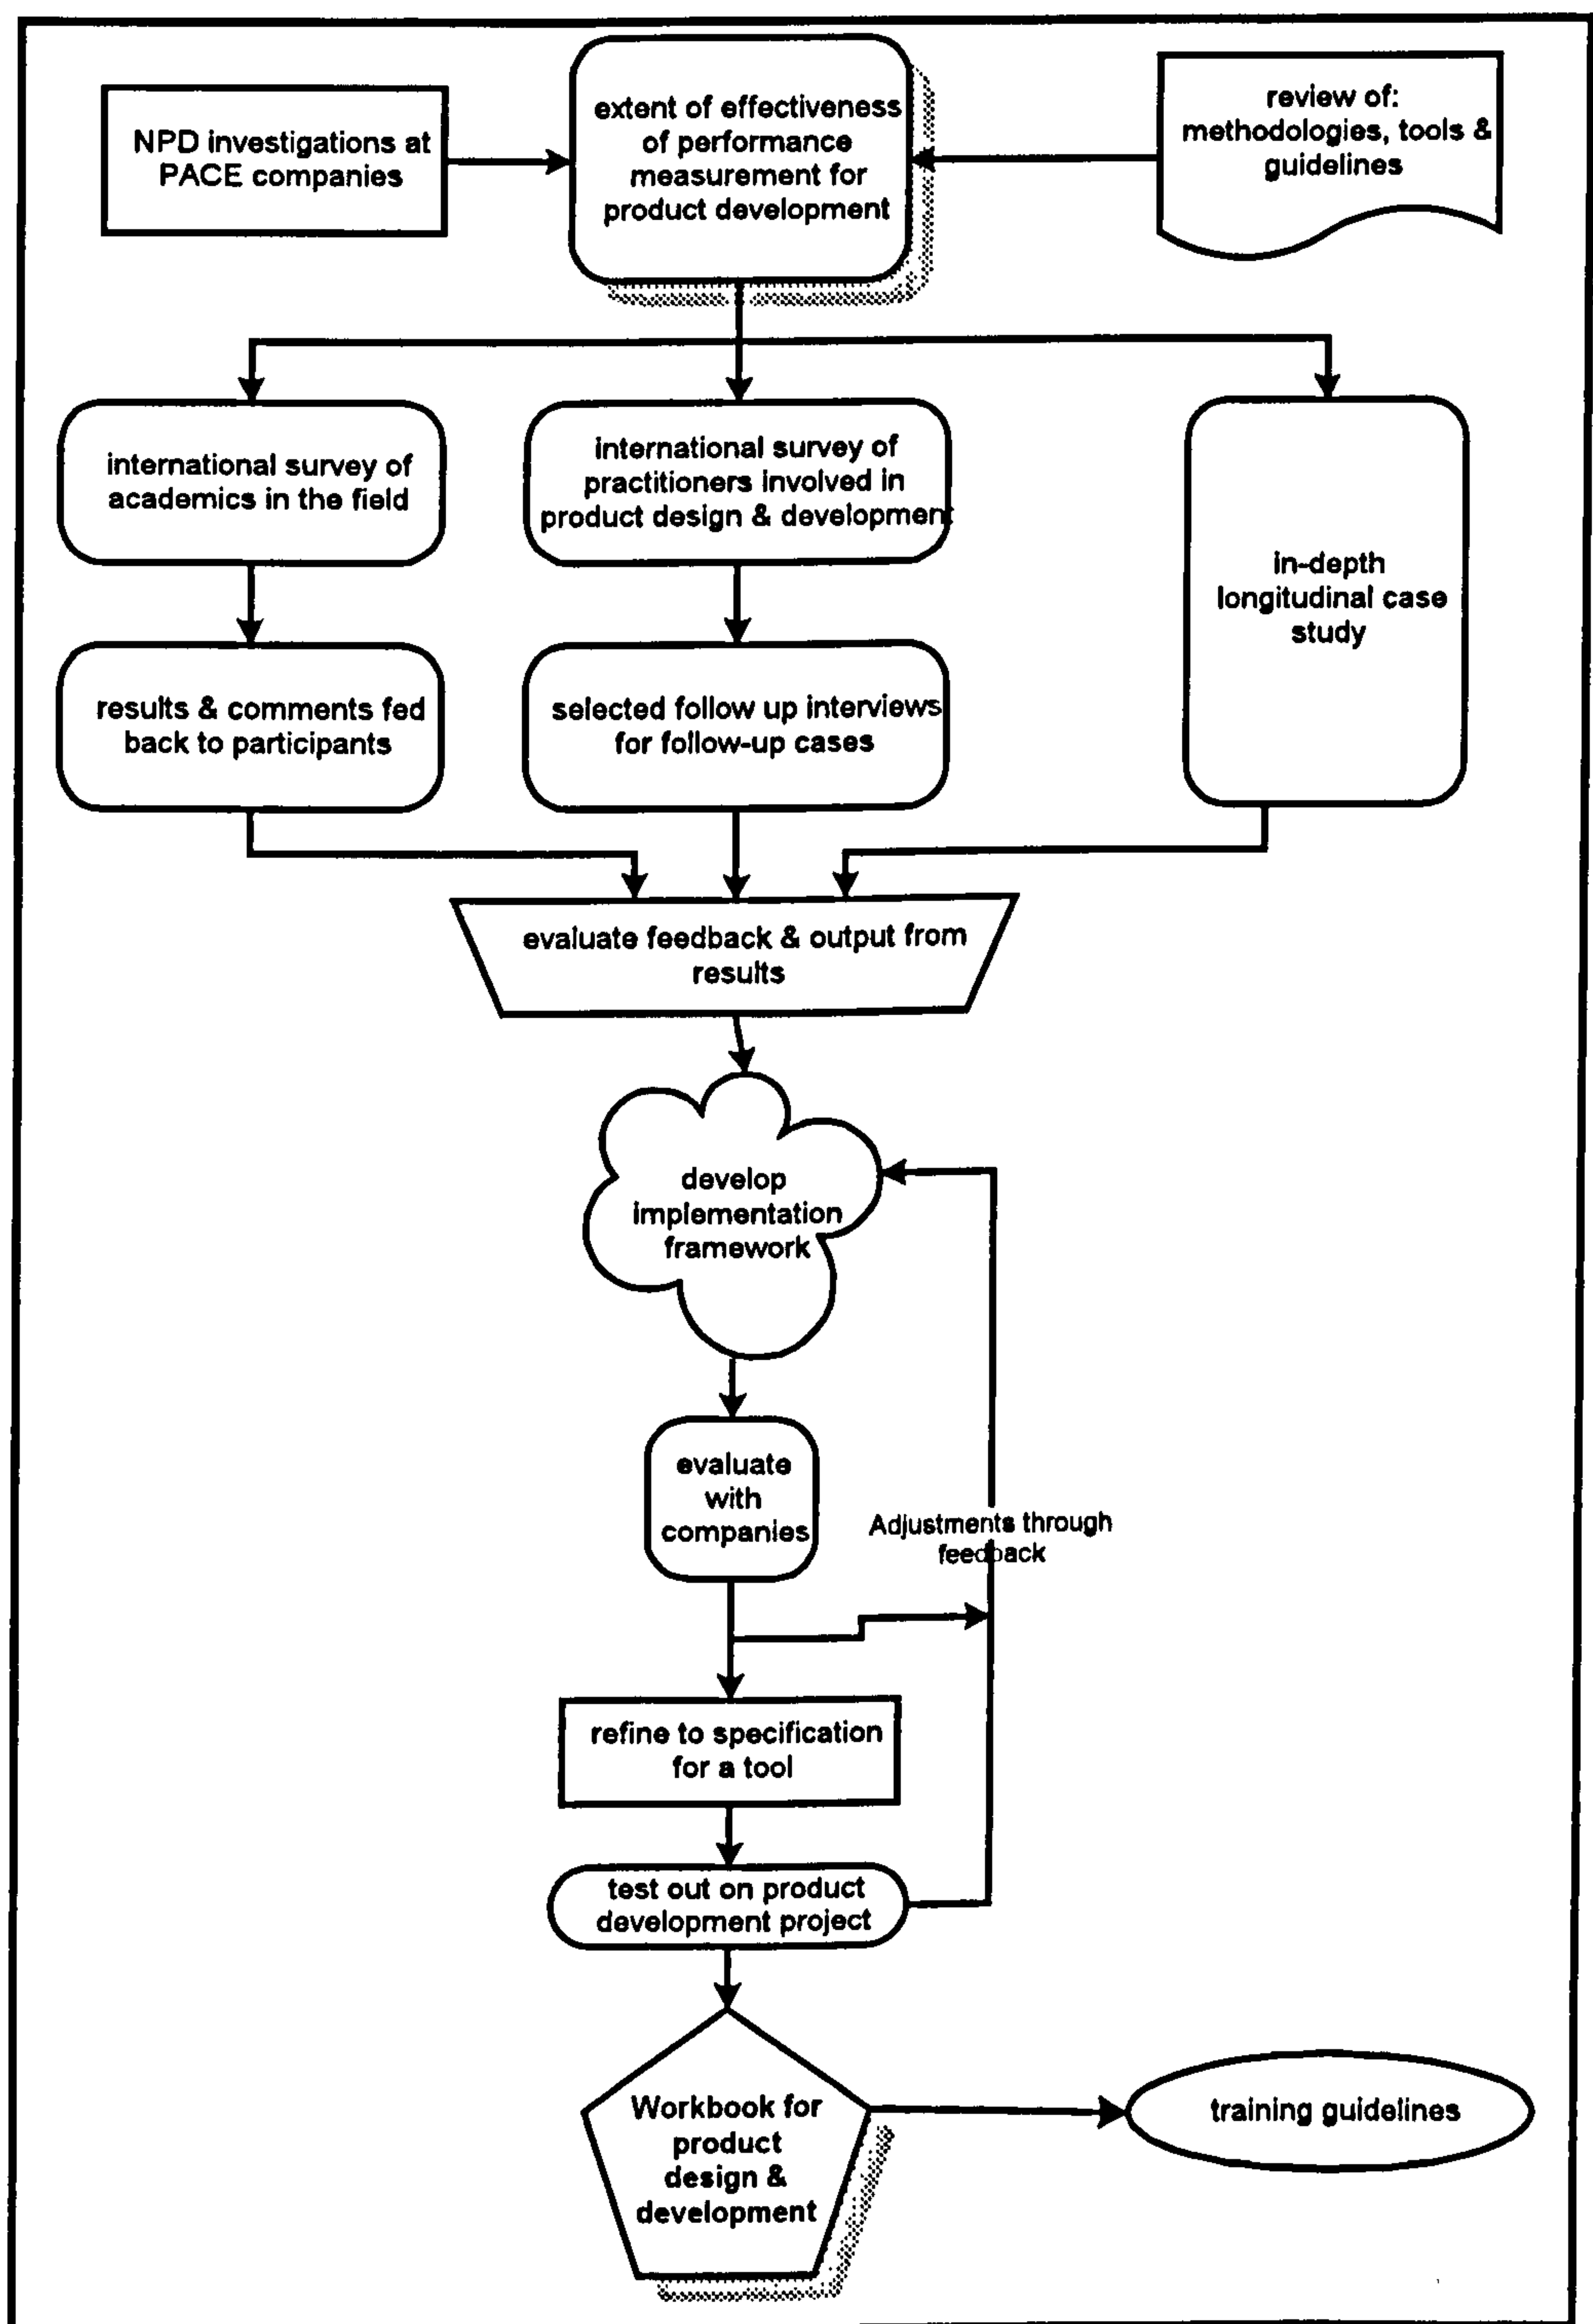 NPD investigations at
PACE companies
extent of effectiveness
of performance
measurement for
product development
review of:
methodologies, tools &
guidelines
international survey of
academics in the field
international survey of
practitioners involved in
product design & development
in-depth
longitudinal case
study
results & comments fed
back to participants
selected follow up interviews
for follow-up cases
evaluate feedback & output from
results
develop
implementation
framework
evaluate
with
companies
Adjustments through
feedback
refine to specification
for a tool
test out on product
development project
Workbook for
product
design &
development
training guidelines